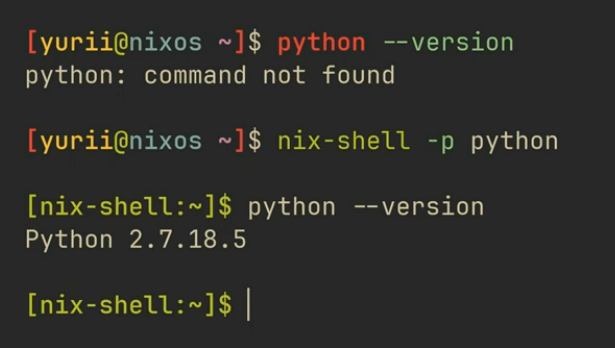 [yurii@nixos ~]$ python --version
python: command not found
[yurii@nixos ~]$ nix-shell -p python
[nix-shell:~]$ python --version
Python 2.7.18.5
[nix-shell:~]$